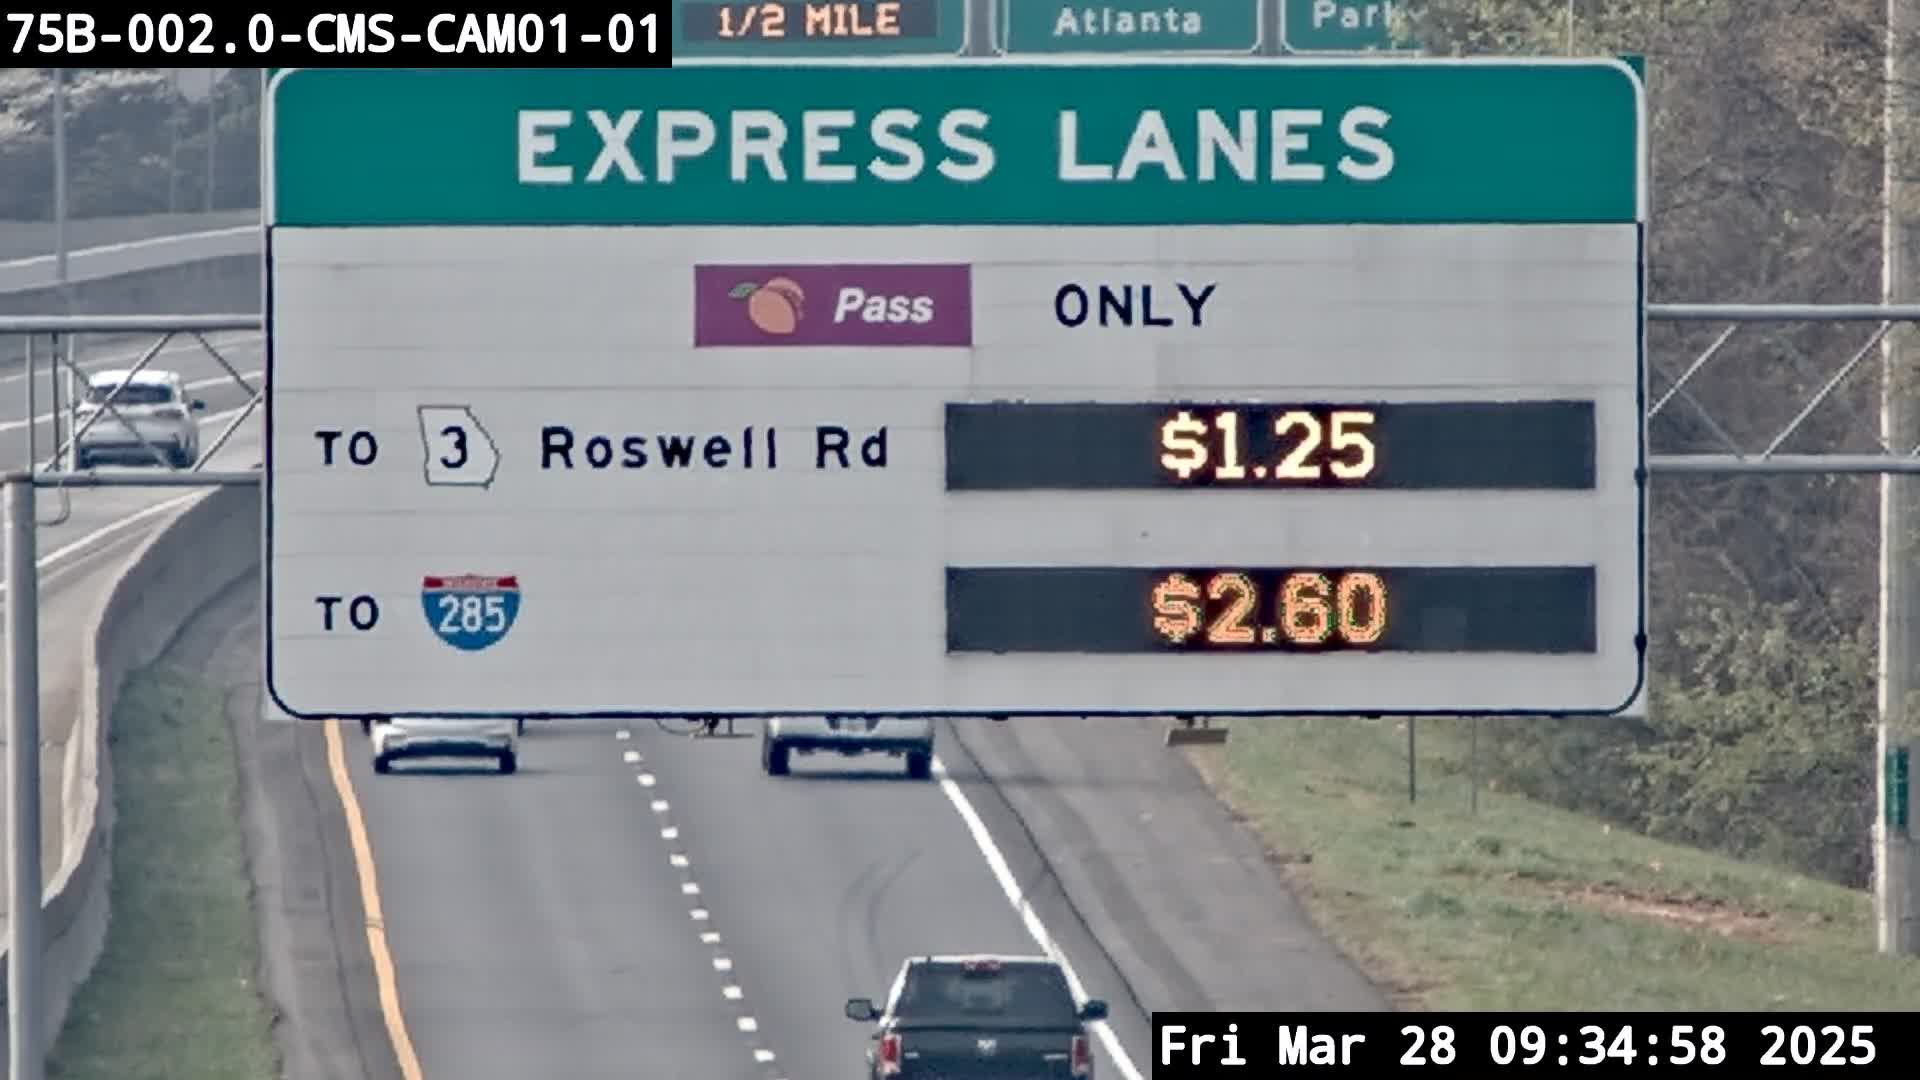 75B-002.0-CMS-CAM01-01
1/2 MILE
Atlanta
EXPRESS LANES
Pass ONLY
TO 3 Roswell Rd $1.25
TO INTERSTATE 285 $2.60
Fri Mar 28 09:34:58 2025